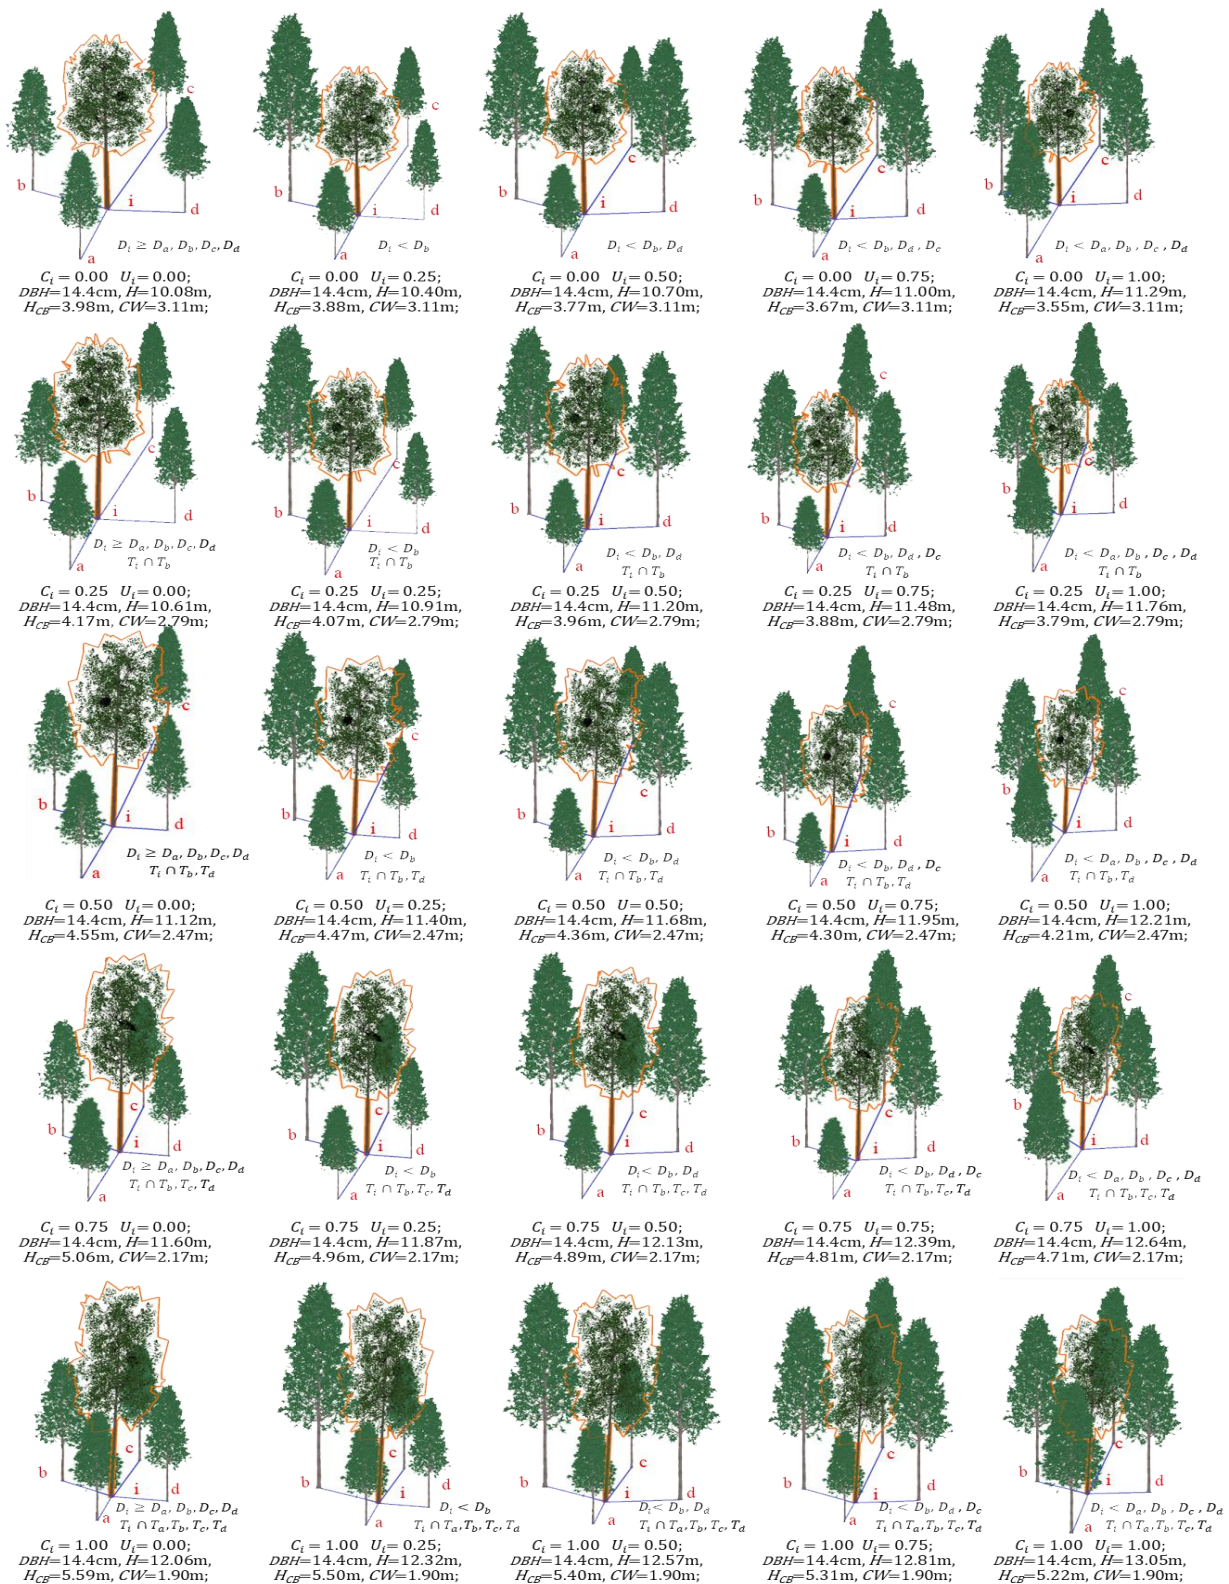 c
b i d
D_i ≥ D_a, D_b, D_c, D_d
a
C_i = 0.00 U_i = 0.00;
DBH=14.4cm, H=10.08m,
H_CB=3.98m, CW=3.11m;
c
b i d
D_i < D_b
a
C_i = 0.00 U_i = 0.25;
DBH=14.4cm, H=10.40m,
H_CB=3.88m, CW=3.11m;
c
b i d
D_i < D_b, D_d
a
C_i = 0.00 U_i = 0.50;
DBH=14.4cm, H=10.70m,
H_CB=3.77m, CW=3.11m;
c
b i d
D_i < D_b, D_d, D_c
a
C_i = 0.00 U_i = 0.75;
DBH=14.4cm, H=11.00m,
H_CB=3.67m, CW=3.11m;
c
b i d
D_i < D_a, D_b, D_c, D_d
a
C_i = 0.00 U_i = 1.00;
DBH=14.4cm, H=11.29m,
H_CB=3.55m, CW=3.11m;
c
b i d
D_i ≥ D_a, D_b, D_c, D_d
T_i ∩ T_b
a
C_i = 0.25 U_i = 0.00;
DBH=14.4cm, H=10.61m,
H_CB=4.17m, CW=2.79m;
c
b i d
D_i < D_b
T_i ∩ T_b
a
C_i = 0.25 U_i = 0.25;
DBH=14.4cm, H=10.91m,
H_CB=4.07m, CW=2.79m;
c
b i d
D_i < D_b, D_d
T_i ∩ T_b
a
C_i = 0.25 U_i = 0.50;
DBH=14.4cm, H=11.20m,
H_CB=3.96m, CW=2.79m;
c
b i d
D_i < D_b, D_d, D_c
T_i ∩ T_b
a
C_i = 0.25 U_i = 0.75;
DBH=14.4cm, H=11.48m,
H_CB=3.88m, CW=2.79m;
c
b i d
D_i < D_a, D_b, D_c, D_d
T_i ∩ T_b
a
C_i = 0.25 U_i = 1.00;
DBH=14.4cm, H=11.76m,
H_CB=3.79m, CW=2.79m;
c
b i d
D_i ≥ D_a, D_b, D_c, D_d
T_i ∩ T_b, T_d
a
C_i = 0.50 U_i = 0.00;
DBH=14.4cm, H=11.12m,
H_CB=4.55m, CW=2.47m;
c
b i d
D_i < D_b
T_i ∩ T_b, T_d
a
C_i = 0.50 U_i = 0.25;
DBH=14.4cm, H=11.40m,
H_CB=4.47m, CW=2.47m;
c
b i d
D_i < D_b, D_d
T_i ∩ T_b, T_d
a
C_i = 0.50 U_i = 0.50;
DBH=14.4cm, H=11.68m,
H_CB=4.36m, CW=2.47m;
c
b i d
D_i < D_b, D_d, D_c
T_i ∩ T_b, T_d
a
C_i = 0.50 U_i = 0.75;
DBH=14.4cm, H=11.95m,
H_CB=4.30m, CW=2.47m;
c
b i d
D_i < D_a, D_b, D_c, D_d
T_i ∩ T_b, T_d
a
C_i = 0.50 U_i = 1.00;
DBH=14.4cm, H=12.21m,
H_CB=4.21m, CW=2.47m;
c
b i d
D_i ≥ D_a, D_b, D_c, D_d
T_i ∩ T_b, T_c, T_d
a
C_i = 0.75 U_i = 0.00;
DBH=14.4cm, H=11.60m,
H_CB=5.06m, CW=2.17m;
c
b i d
D_i < D_b
T_i ∩ T_b, T_c, T_d
a
C_i = 0.75 U_i = 0.25;
DBH=14.4cm, H=11.87m,
H_CB=4.96m, CW=2.17m;
c
b i d
D_i < D_b, D_d
T_i ∩ T_b, T_c, T_d
a
C_i = 0.75 U_i = 0.50;
DBH=14.4cm, H=12.13m,
H_CB=4.89m, CW=2.17m;
c
b i d
D_i < D_b, D_d, D_c
T_i ∩ T_b, T_c, T_d
a
C_i = 0.75 U_i = 0.75;
DBH=14.4cm, H=12.39m,
H_CB=4.81m, CW=2.17m;
c
b i d
D_i < D_a, D_b, D_c, D_d
T_i ∩ T_b, T_c, T_d
a
C_i = 0.75 U_i = 1.00;
DBH=14.4cm, H=12.64m,
H_CB=4.71m, CW=2.17m;
c
b i d
D_i ≥ D_a, D_b, D_c, D_d
T_i ∩ T_a, T_b, T_c, T_d
a
C_i = 1.00 U_i = 0.00;
DBH=14.4cm, H=12.06m,
H_CB=5.59m, CW=1.90m;
c
b i d
D_i < D_b
T_i ∩ T_a, T_b, T_c, T_d
a
C_i = 1.00 U_i = 0.25;
DBH=14.4cm, H=12.32m,
H_CB=5.50m, CW=1.90m;
c
b i d
D_i < D_b, D_d
T_i ∩ T_a, T_b, T_c, T_d
a
C_i = 1.00 U_i = 0.50;
DBH=14.4cm, H=12.57m,
H_CB=5.40m, CW=1.90m;
c
b i d
D_i < D_b, D_d, D_c
T_i ∩ T_a, T_b, T_c, T_d
a
C_i = 1.00 U_i = 0.75;
DBH=14.4cm, H=12.81m,
H_CB=5.31m, CW=1.90m;
c
b i d
D_i < D_a, D_b, D_c, D_d
T_i ∩ T_a, T_b, T_c, T_d
a
C_i = 1.00 U_i = 1.00;
DBH=14.4cm, H=13.05m,
H_CB=5.22m, CW=1.90m;